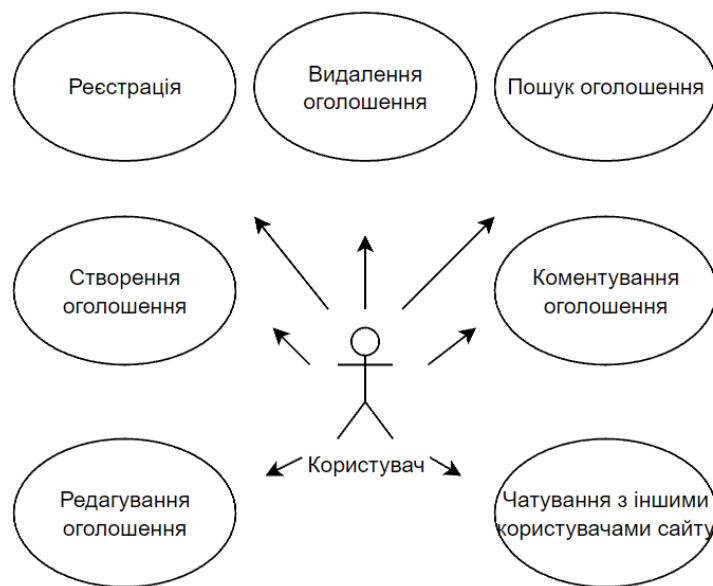 Реєстрація
Видалення
оголошення
Пошук оголошення
Створення
оголошення
Коментування
оголошення
Користувач
Редагування
оголошення
Чатування з іншими
користувачами сайту